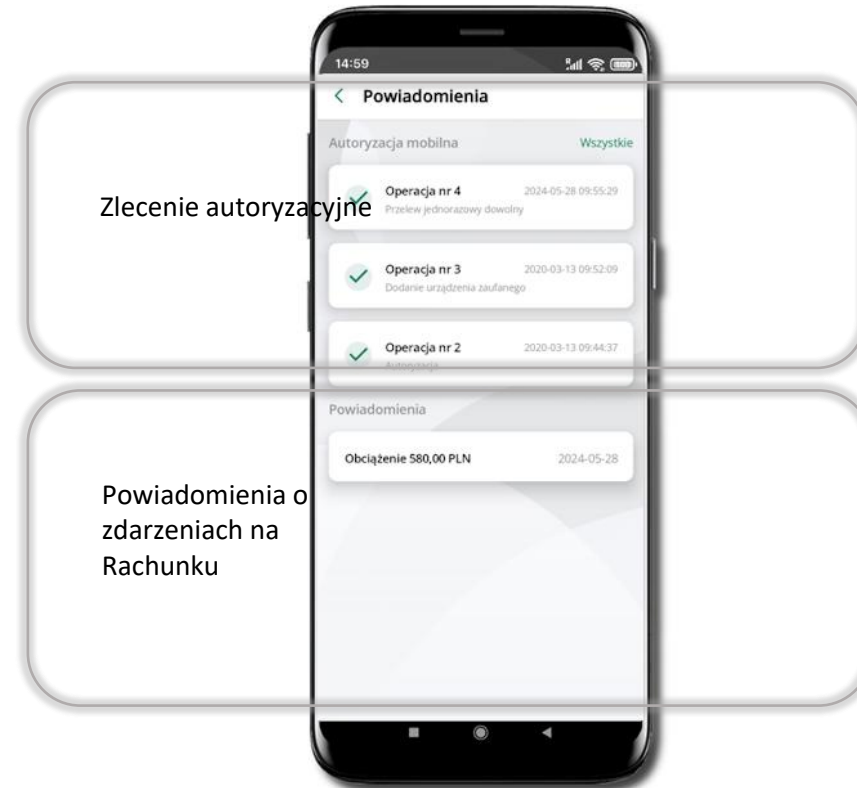 14:59
Powiadomienia
Autoryzacja mobilna Wszystkie
Operacja nr 4 2024-05-28 09:55:29
Przelew jednorazowy dowolny
Zlecenie autoryzacyjne
Operacja nr 3 2020-03-13 09:52:09
Dodanie urządzenia zaufanego
Operacja nr 2 2020-03-13 09:44:37
Autoryzacja
Powiadomienia
Obciążenie 580,00 PLN 2024-05-28
Powiadomienia o
zdarzeniach na
Rachunku